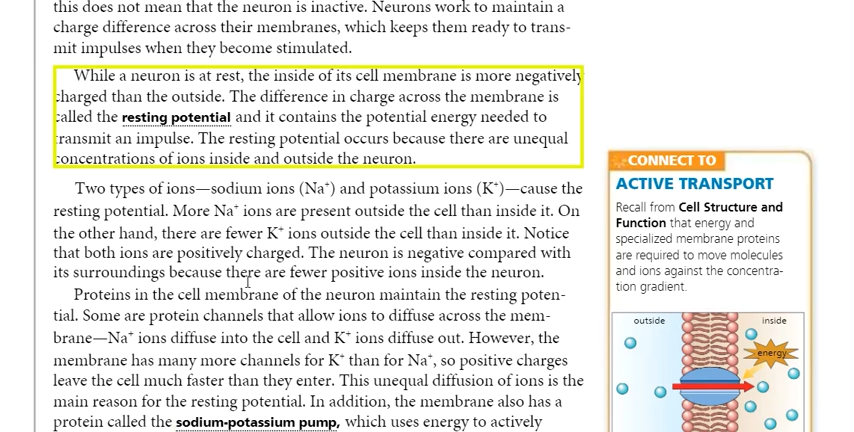 this does not mean that the neuron is inactive. Neurons work to maintain a
charge difference across their membranes, which keeps them ready to trans-
mit impulses when they become stimulated.
While a neuron is at rest, the inside of its cell membrane is more negatively
charged than the outside. The difference in charge across the membrane is
called the resting potential and it contains the potential energy needed to
transmit an impulse. The resting potential occurs because there are unequal
concentrations of ions inside and outside the neuron.
Two types of ions—sodium ions (Na⁺) and potassium ions (K⁺)—cause the
resting potential. More Na⁺ ions are present outside the cell than inside it. On
the other hand, there are fewer K⁺ ions outside the cell than inside it. Notice
that both ions are positively charged. The neuron is negative compared with
its surroundings because there are fewer positive ions inside the neuron.
Proteins in the cell membrane of the neuron maintain the resting poten-
tial. Some are protein channels that allow ions to diffuse across the mem-
brane—Na⁺ ions diffuse into the cell and K⁺ ions diffuse out. However, the
membrane has many more channels for K⁺ than for Na⁺, so positive charges
leave the cell much faster than they enter. This unequal diffusion of ions is the
main reason for the resting potential. In addition, the membrane also has a
protein called the sodium-potassium pump, which uses energy to actively
CONNECT TO
ACTIVE TRANSPORT
Recall from Cell Structure and
Function that energy and
specialized membrane proteins
are required to move molecules
and ions against the concentra-
tion gradient.
outside
inside
energy